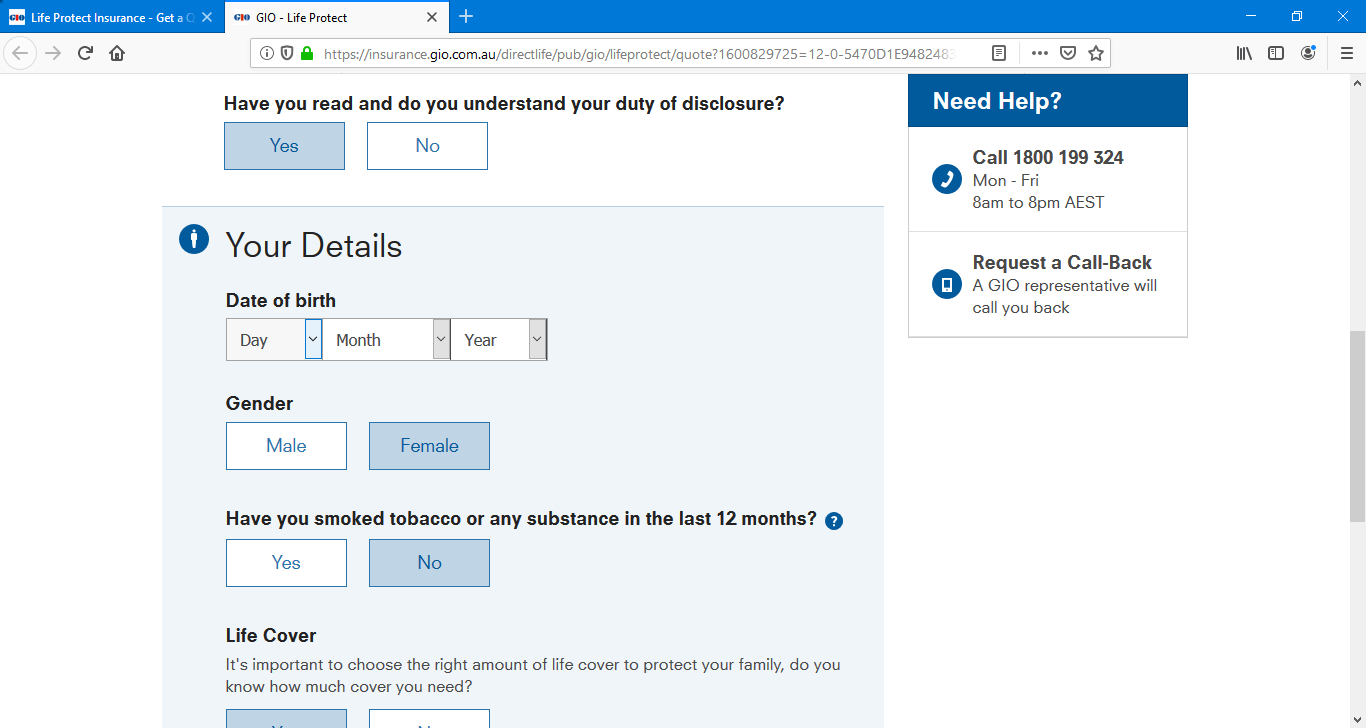 GIO Life Protect Insurance - Get a Q
GIO GIO - Life Protect
https://insurance.gio.com.au/directlife/pub/gio/lifeprotect/quote?1600829725=12-0-5470D1E9482483
Have you read and do you understand your duty of disclosure?
Yes No
Your Details
Date of birth
Day Month Year
Gender
Male Female
Have you smoked tobacco or any substance in the last 12 months? ?
Yes No
Life Cover
It's important to choose the right amount of life cover to protect your family, do you
know how much cover you need?
Need Help?
Call 1800 199 324
Mon - Fri
8am to 8pm AEST
Request a Call-Back
A GIO representative will
call you back